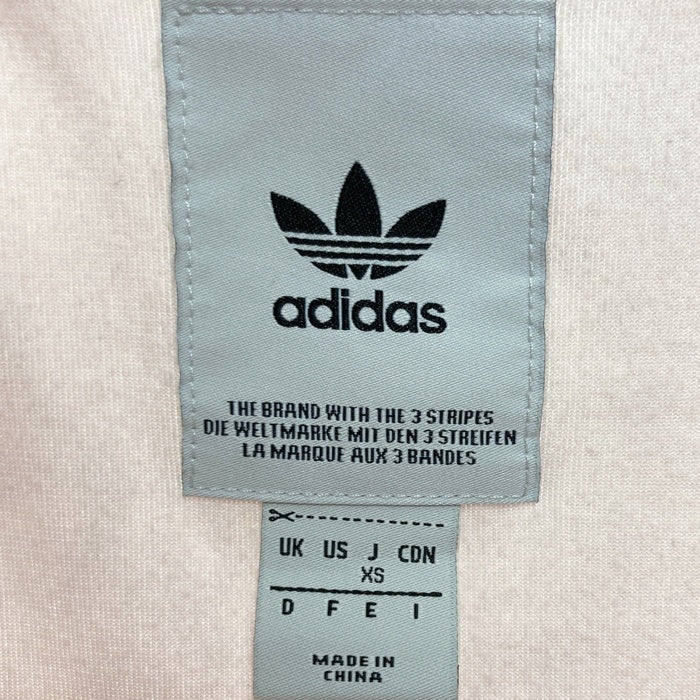 adidas
THE BRAND WITH THE 3 STRIPES
DIE WELTMARKE MIT DEN 3 STREIFEN
LA MARQUE AUX 3 BANDES
UK US J CDN
XS
D F E I
MADE IN
CHINA